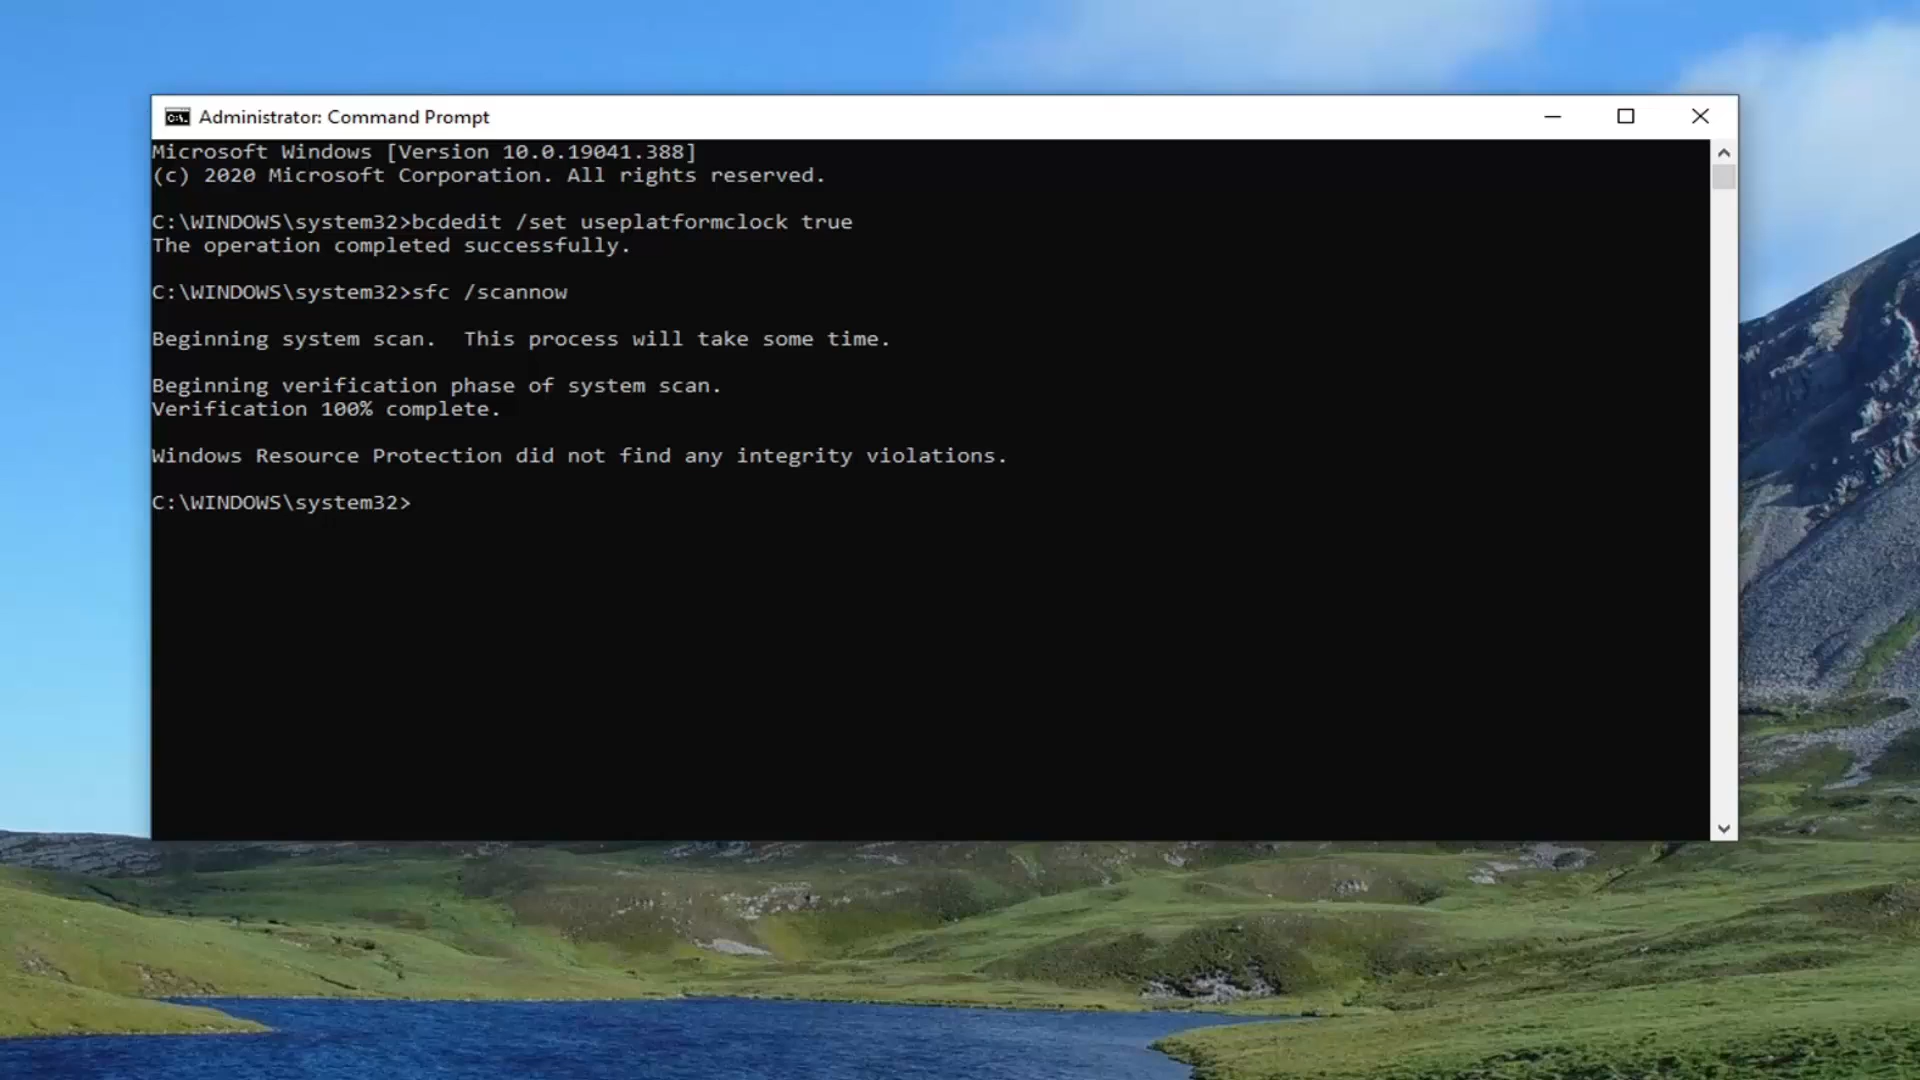 Administrator: Command Prompt
Microsoft Windows [Version 10.0.19041.388]
(c) 2020 Microsoft Corporation. All rights reserved.
C:\WINDOWS\system32>bcdedit /set useplatformclock true
The operation completed successfully.
C:\WINDOWS\system32>sfc /scannow
Beginning system scan.  This process will take some time.
Beginning verification phase of system scan.
Verification 100% complete.
Windows Resource Protection did not find any integrity violations.
C:\WINDOWS\system32>